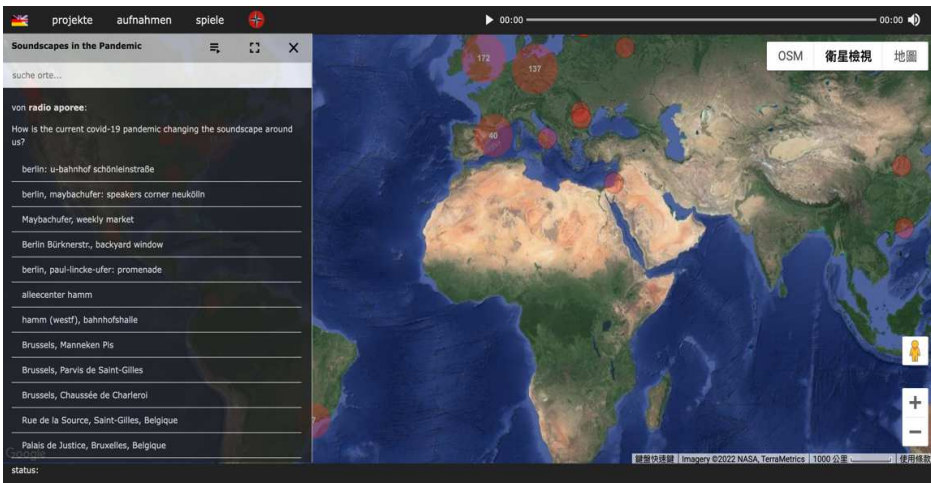 projekte aufnahmen spiele
00:00
00:00
Soundscapes in the Pandemic
suche orte...
von radio aporee:
How is the current covid-19 pandemic changing the soundscape around
us?
berlin: u-bahnhof schönleinstraße
berlin, maybachufer: speakers corner neukölln
Maybachufer, weekly market
Berlin Bürknerstr., backyard window
berlin, paul-lincke-ufer: promenade
alleecenter hamm
hamm (westf), bahnhofshalle
Brussels, Manneken Pis
Brussels, Parvis de Saint-Gilles
Brussels, Chaussée de Charleroi
Rue de la Source, Saint-Gilles, Belgique
Palais de Justice, Bruxelles, Belgique
Google
status:
172
137
40
OSM 衛星檢視 地圖
鍵盤快速鍵 Imagery ©2022 NASA, TerraMetrics 1000 公里 使用條款